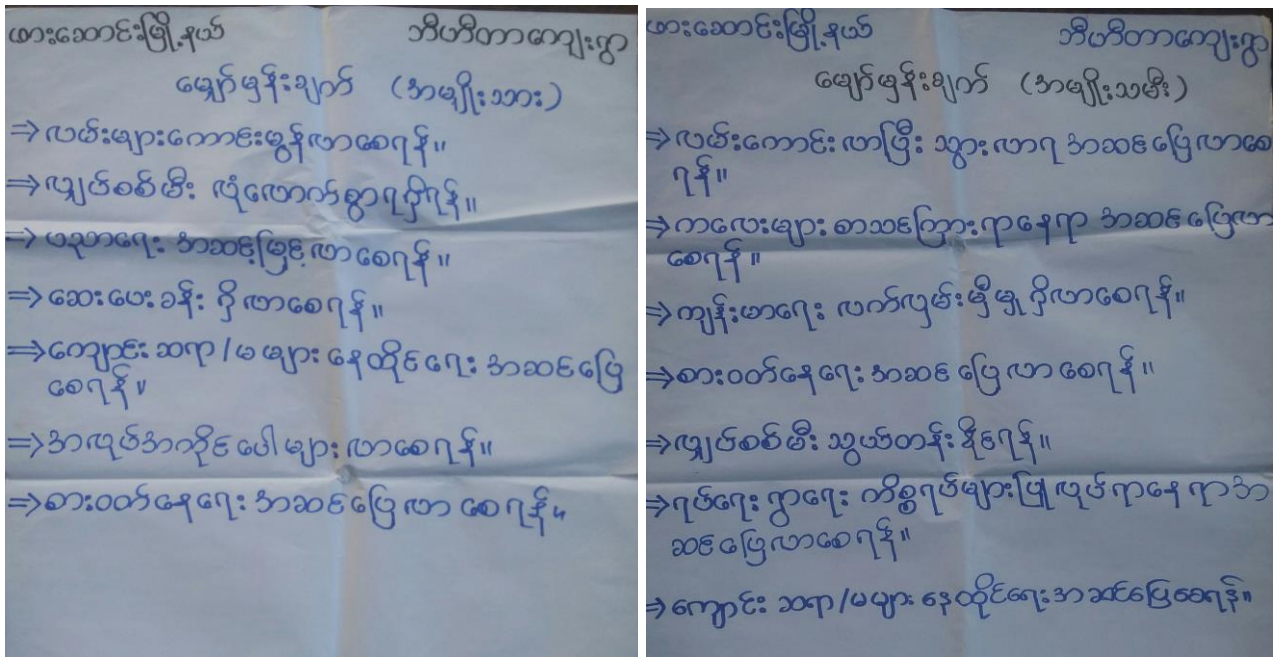 ဖားဆောင်းမြို့နယ် ဘီဟီတာကျေးရွာ
မျှော်မှန်းချက် (အမျိုးသား)
⇒လမ်းများကောင်းမွန်လာစေရန်။
⇒လျှပ်စစ်မီး လုံလောက်စွာရရှိရန်။
⇒ပညာရေး အဆင့်မြင့်လာစေရန်။
⇒ဆေးပေးခန်း ရှိလာစေရန်။
⇒ကျောင်းဆရာ/မများ နေထိုင်ရေး အဆင်ပြေ
စေရန်။
⇒အလုပ်အကိုင်ပေါများလာစေရန်။
⇒စားဝတ်နေရေး အဆင်ပြေလာစေရန်။
ဖားဆောင်းမြို့နယ် ဘီဟီတာကျေးရွာ
မျှော်မှန်းချက် (အမျိုးသမီး)
⇒လမ်းကောင်းလာပြီး သွားလာရ အဆင်ပြေလာစေ
ရန်။
⇒ကလေးများ စာသင်ကြားရာနေရာ အဆင်ပြေလာ
စေရန်။
⇒ကျန်းမာရေး လက်လှမ်းမှီမှု ရှိလာစေရန်။
⇒စားဝတ်နေရေး အဆင်ပြေလာစေရန်။
⇒လျှပ်စစ်မီး သွယ်တန်းနိုင်ရန်။
⇒ရပ်ရေးရွာရေး ကိစ္စရပ်များပြုလုပ်ရာနေရာအ
ဆင်ပြေလာစေရန်။
⇒ကျောင်း ဆရာ/မများ နေထိုင်ရေးအဆင်ပြေစေရန်။